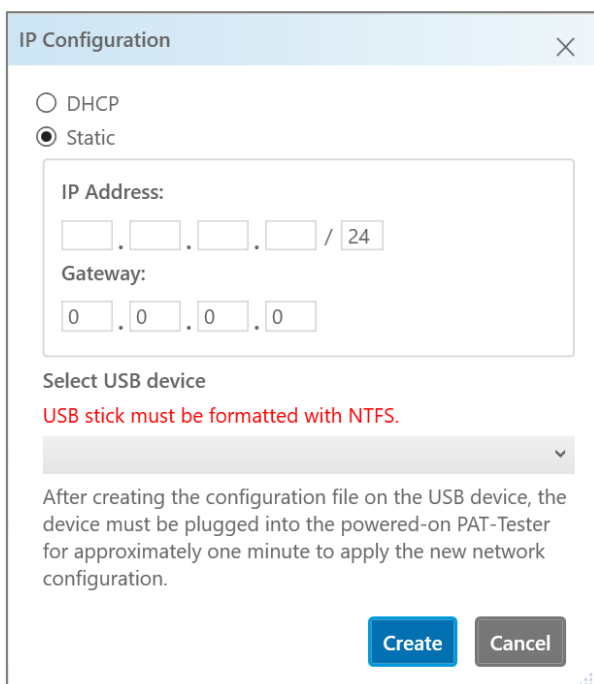 IP Configuration
DHCP
Static
IP Address:
. . . / 24
Gateway:
0 . 0 . 0 . 0
Select USB device
USB stick must be formatted with NTFS.
After creating the configuration file on the USB device, the
device must be plugged into the powered-on PAT-Tester
for approximately one minute to apply the new network
configuration.
Create Cancel